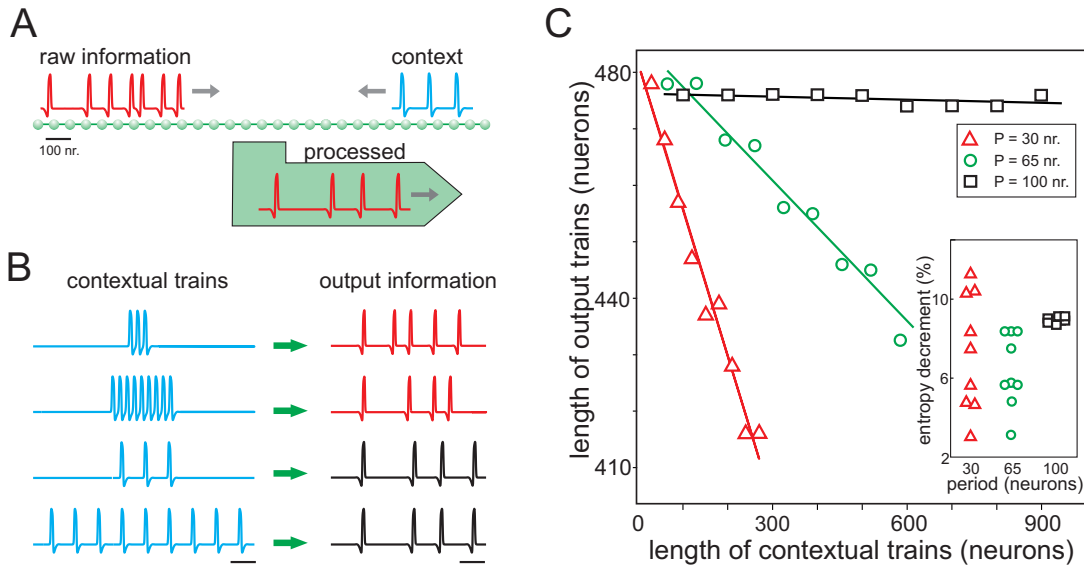 A
raw information
context
100 nr.
processed
B
contextual trains
output information
C
length of output trains (nuerons)
480
440
410
0
300
600
900
length of contextual trains (neurons)
P = 30 nr.
P = 65 nr.
P = 100 nr.
entropy decrement (%)
10
6
2
30
65
100
period (neurons)